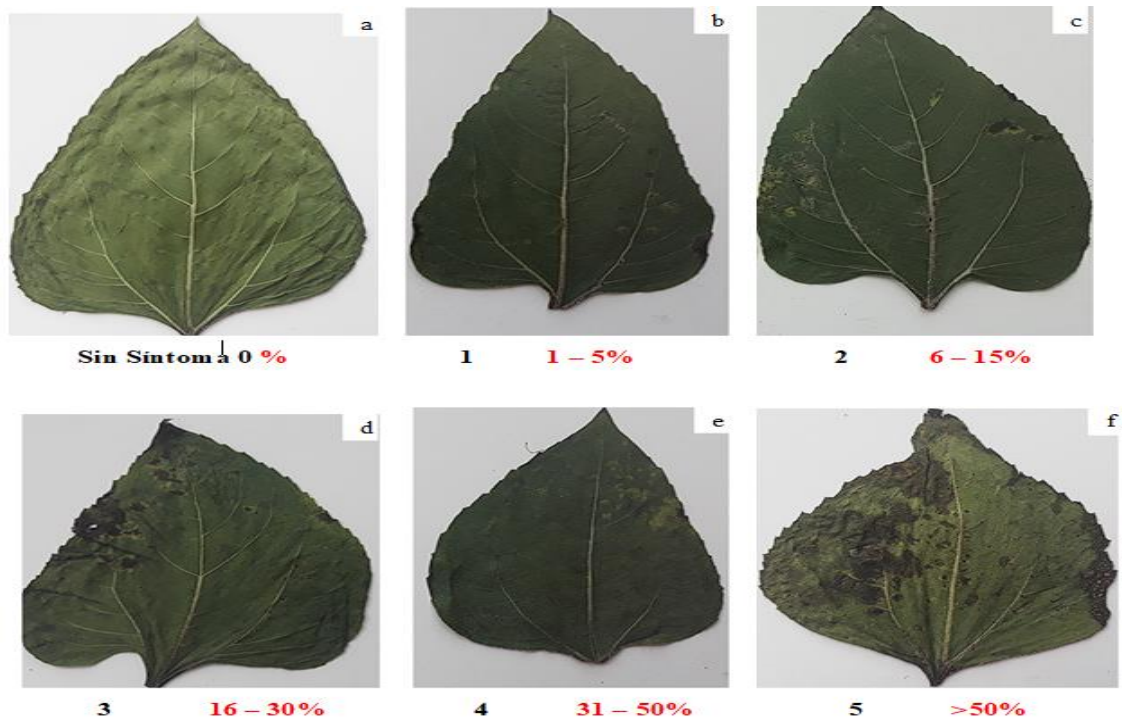 a b c
Sin Síntoma 0 % 1 1 – 5% 2 6 – 15%
d e f
3 16 – 30% 4 31 – 50% 5 >50%